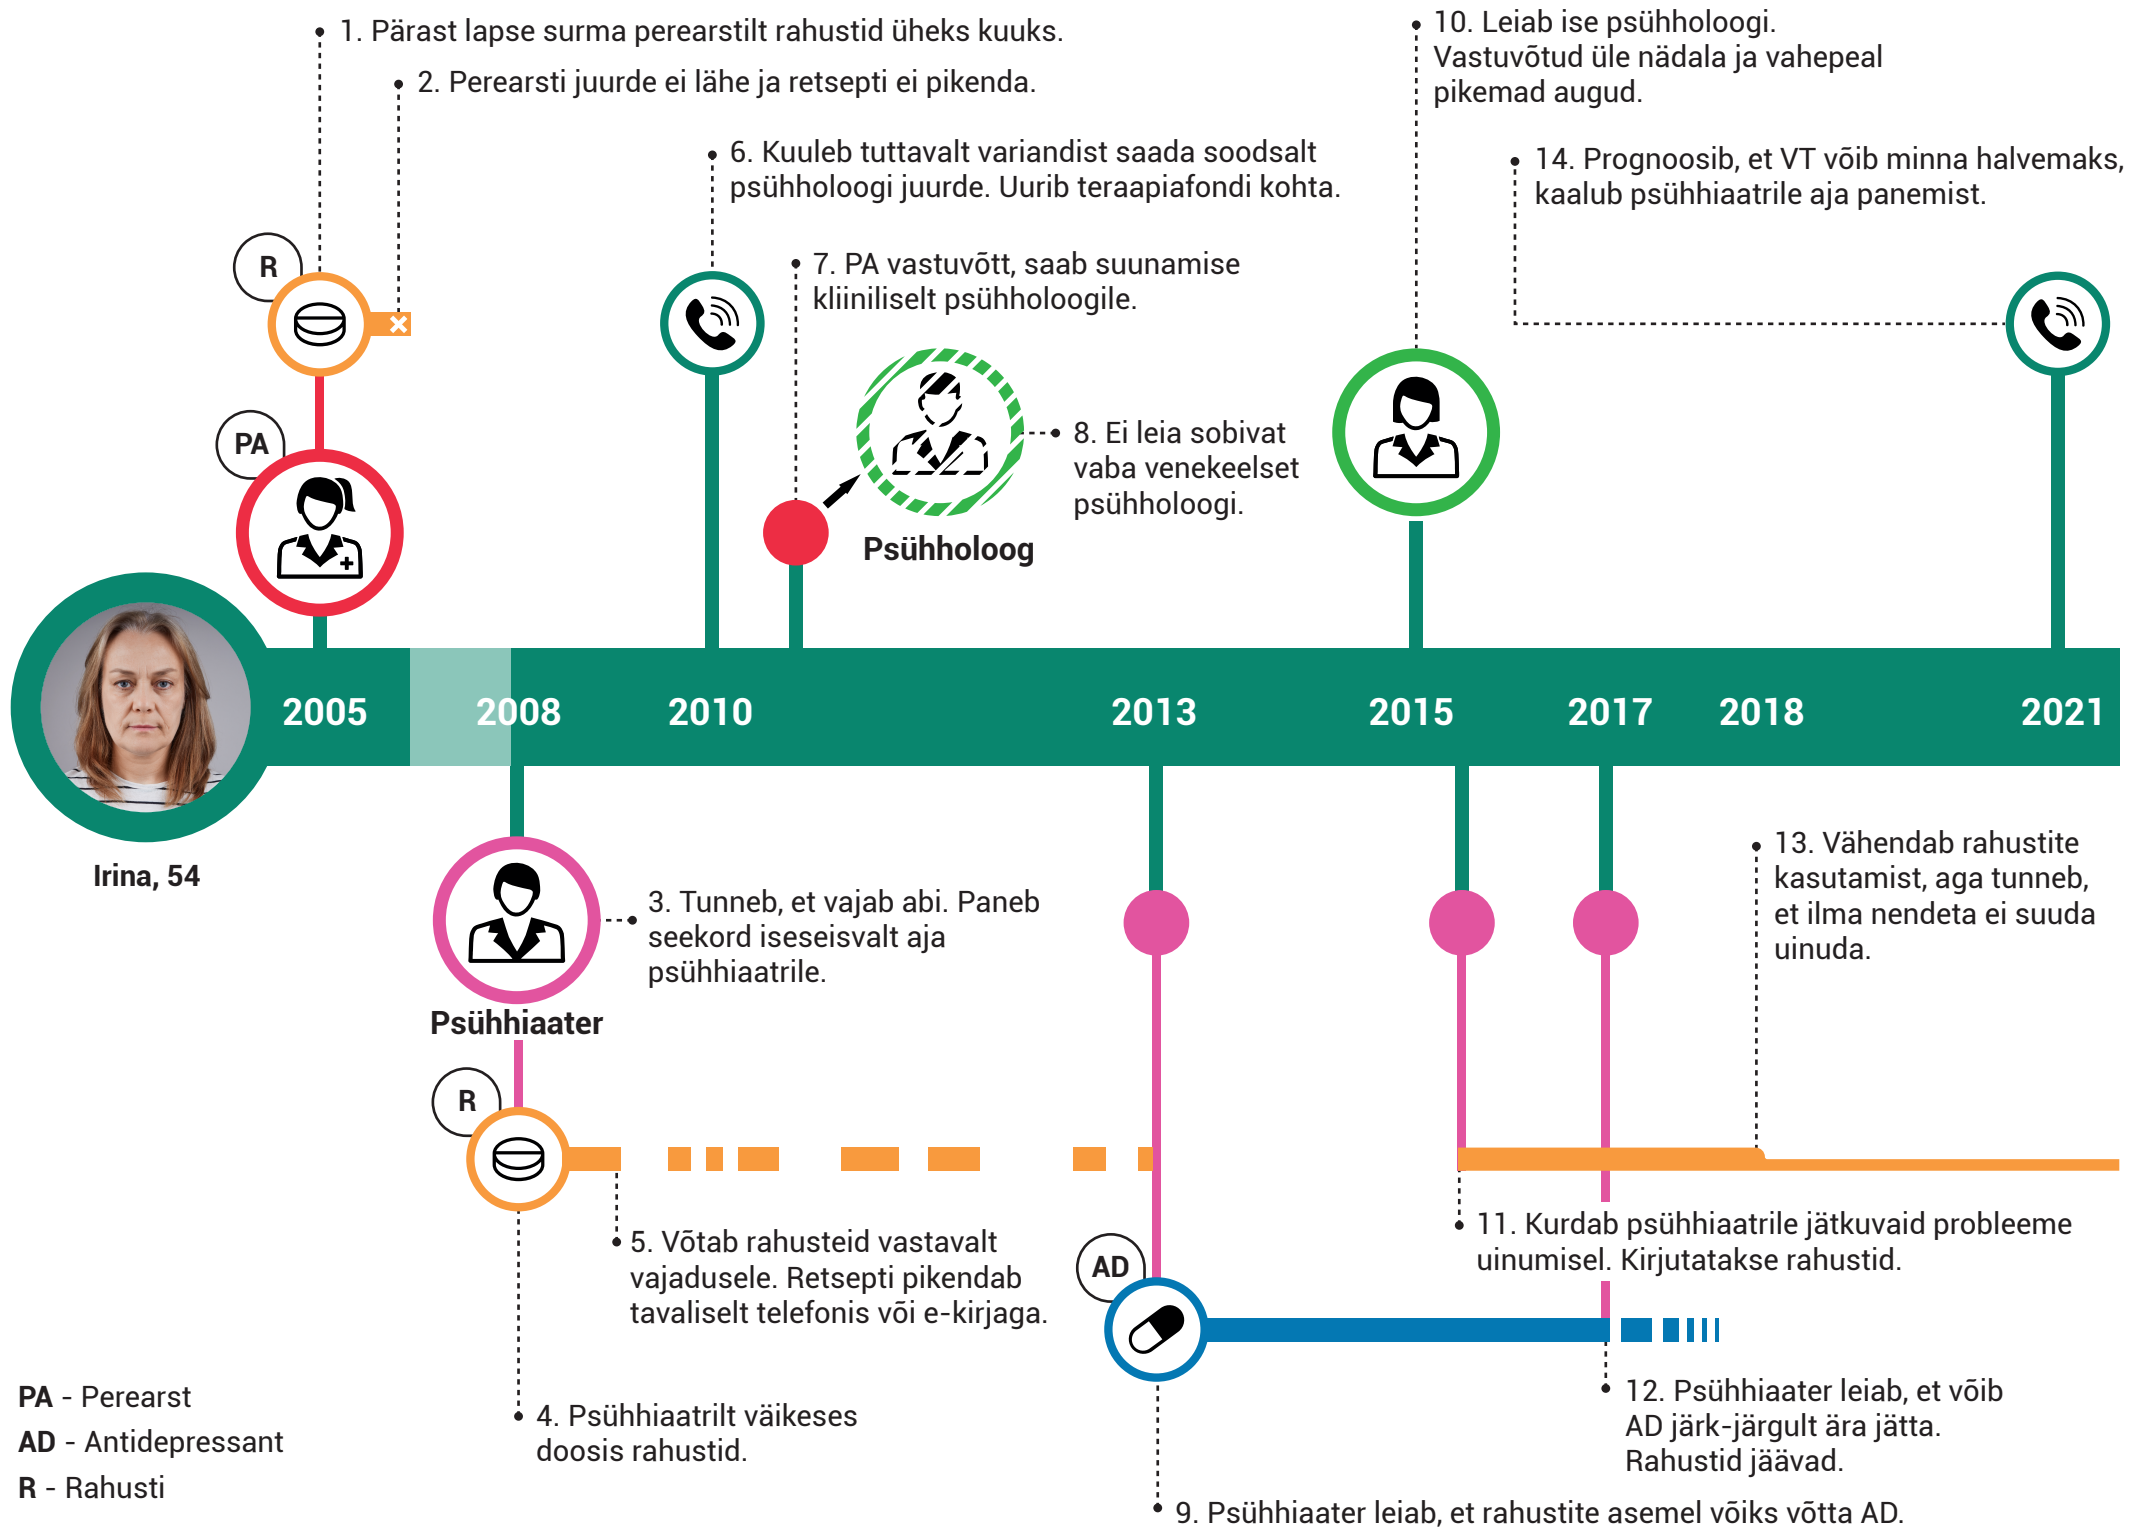 1. Pärast lapse surma perearstilt rahustid üheks kuuks.
2. Perearsti juurde ei lähe ja retsepti ei pikenda.
10. Leiab ise psühholoogi.
Vastuvõtud üle nädala ja vahepeal
pikemad augud.
6. Kuuleb tuttavalt variandist saada soodsalt
psühholoogi juurde. Uurib teraapiafondi kohta.
14. Prognoosib, et VT võib minna halvemaks,
kaalub psühhiaatrile aja panemist.
R
7. PA vastuvõtt, saab suunamise
kliiniliselt psühholoogile.
PA
8. Ei leia sobivat
vaba venekeelset
psühholoogi.
Psühholoog
2005
2008
2010
2013
2015
2017
2018
2021
Irina, 54
3. Tunneb, et vajab abi. Paneb
seekord iseseisvalt aja
psühhiaatrile.
13. Vähendab rahustite
kasutamist, aga tunneb,
et ilma nendeta ei suuda
uinuda.
Psühhiaater
R
5. Võtab rahusteid vastavalt
vajadusele. Retsepti pikendab
tavaliselt telefonis või e-kirjaga.
11. Kurdab psühhiaatrile jätkuvaid probleeme
uinumisel. Kirjutatakse rahustid.
AD
4. Psühhiaatrilt väikeses
doosis rahustid.
12. Psühhiaater leiab, et võib
AD järk-järgult ära jätta.
Rahustid jäävad.
9. Psühhiaater leiab, et rahustite asemel võiks võtta AD.
PA - Perearst
AD - Antidepressant
R - Rahusti